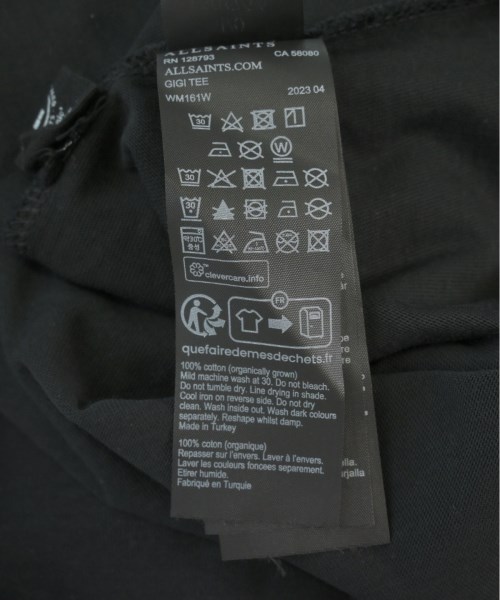 ALLSAINTS
RN 128793 CA 58080
ALLSAINTS.COM
GIGI TEE
WM161W 2023 04
30
W
30
30
clevercare.info
FR
quefairedemesdechets.fr
100% cotton (organically grown)
Mild machine wash at 30. Do not bleach.
Do not tumble dry. Line drying in shade.
Cool iron on reverse side. Do not dry
clean. Wash inside out. Wash dark colours
separately. Reshape whilst damp.
Made in Turkey
100% coton (organique)
Repasser sur l'envers. Laver à l'envers.
Laver les couleurs foncees separement.
Etirer humide.
Fabriqué en Turquie